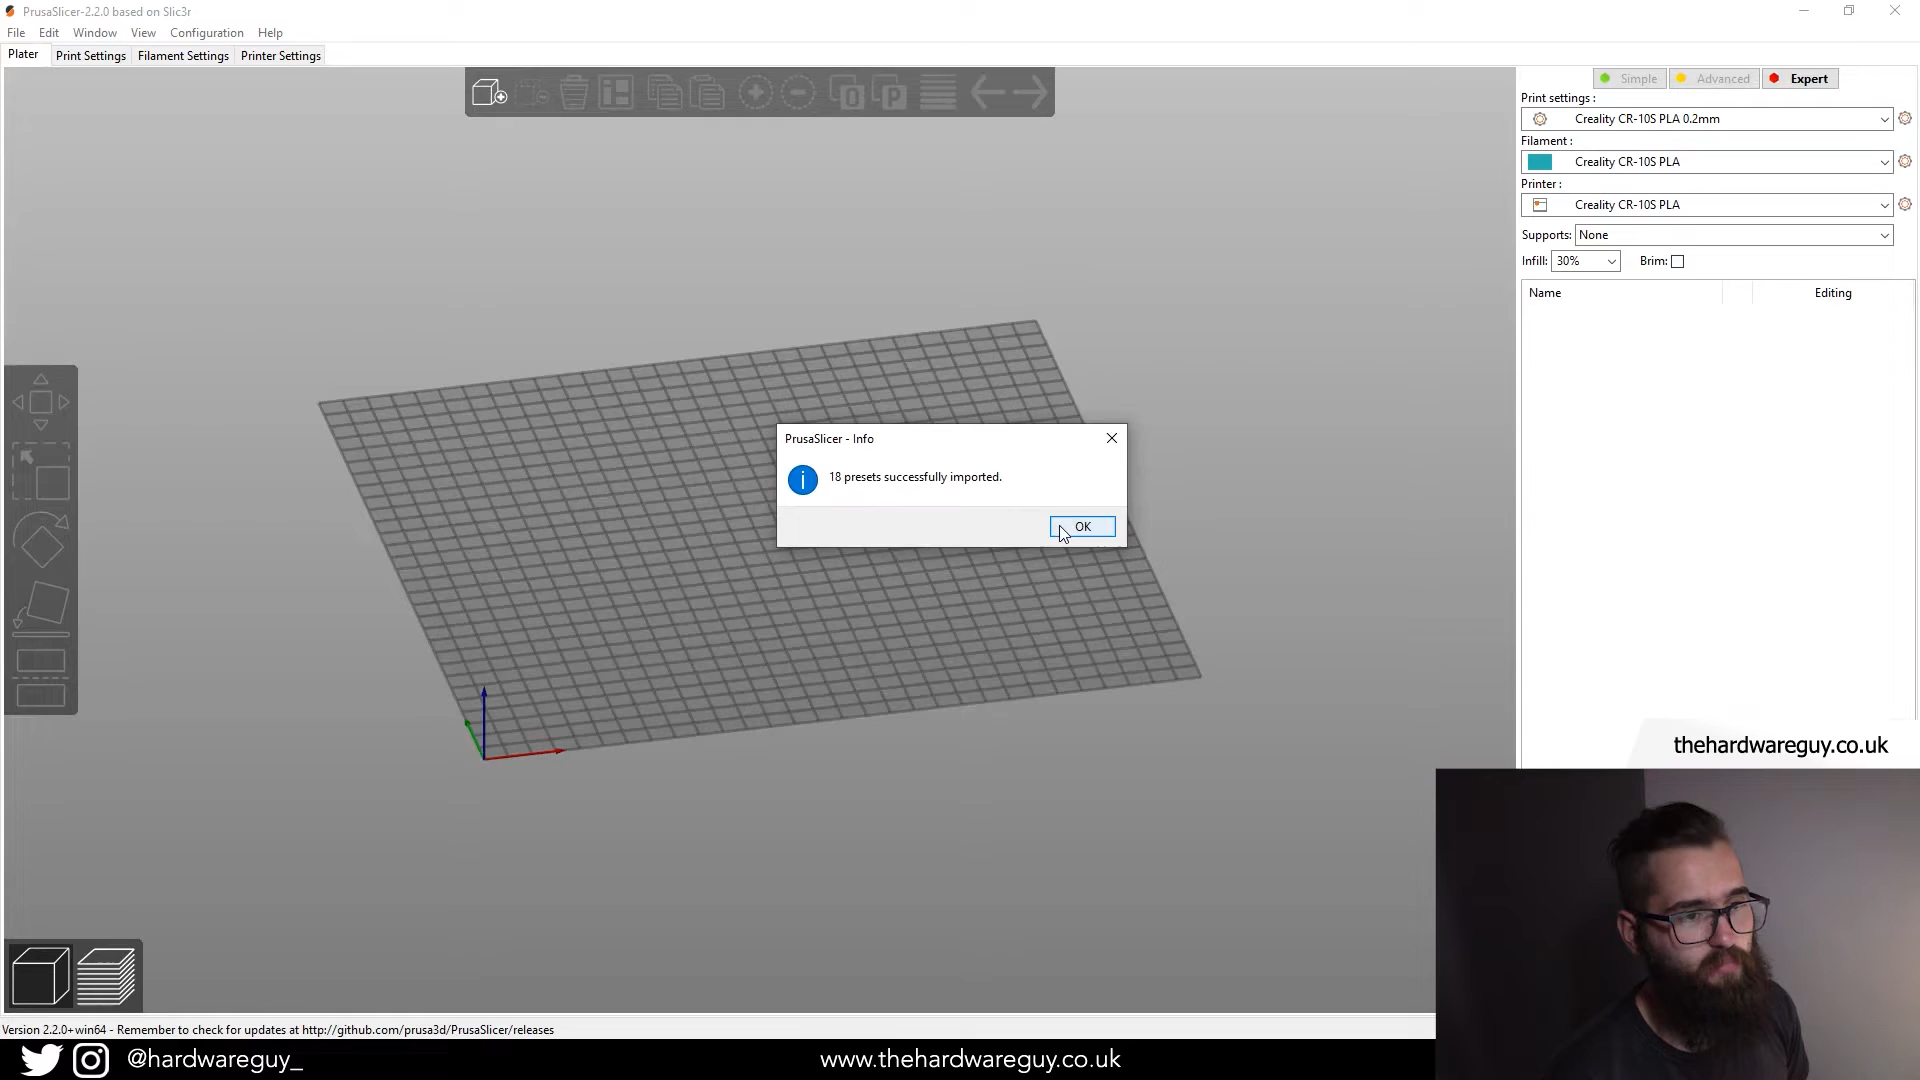 PrusaSlicer-2.2.0 based on Slic3r
File Edit Window View Configuration Help
Plater Print Settings Filament Settings Printer Settings
Simple Advanced Expert
Print settings :
Creality CR-10S PLA 0.2mm
Filament :
Creality CR-10S PLA
Printer :
Creality CR-10S PLA
Supports: None
Infill: 30% Brim:
Name Editing
PrusaSlicer - Info
18 presets successfully imported.
OK
thehardwareguy.co.uk
Version 2.2.0+win64 - Remember to check for updates at http://github.com/prusa3d/PrusaSlicer/releases
@hardwareguy_
www.thehardwareguy.co.uk